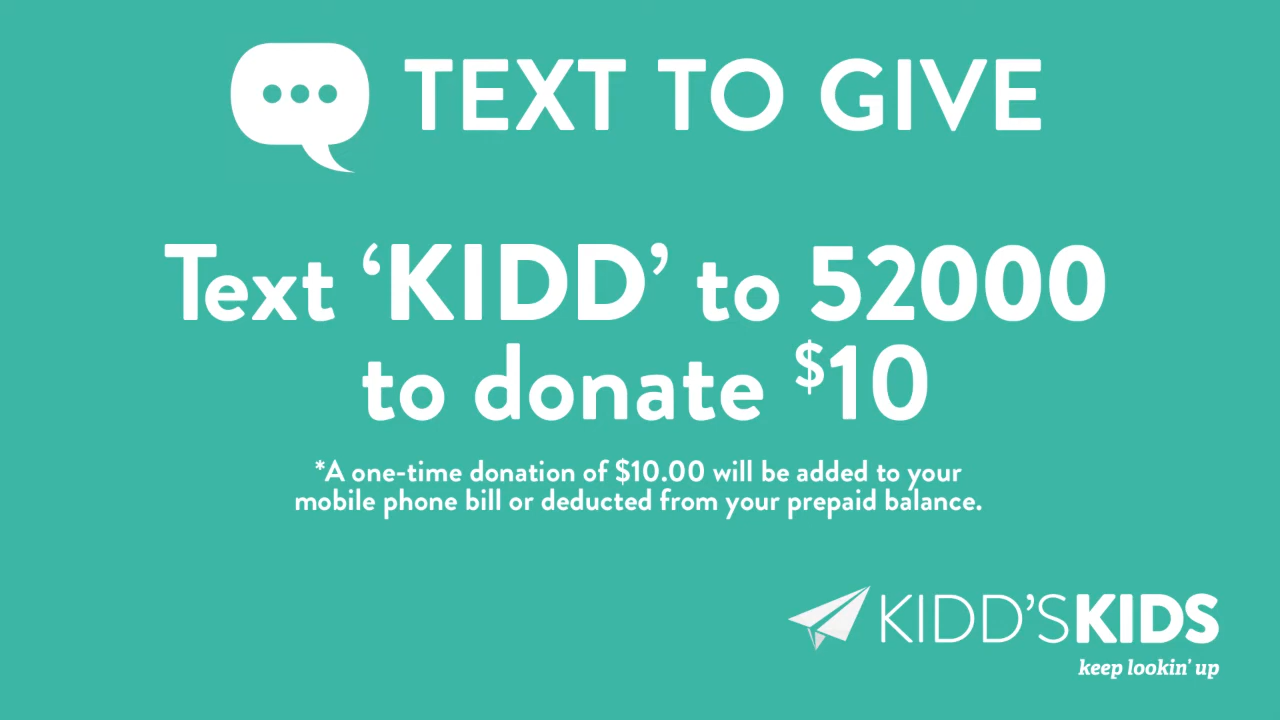 TEXT TO GIVE
Text ‘KIDD’ to 52000
to donate $10
*A one-time donation of $10.00 will be added to your
mobile phone bill or deducted from your prepaid balance.
KIDD’SKIDS
keep lookin' up